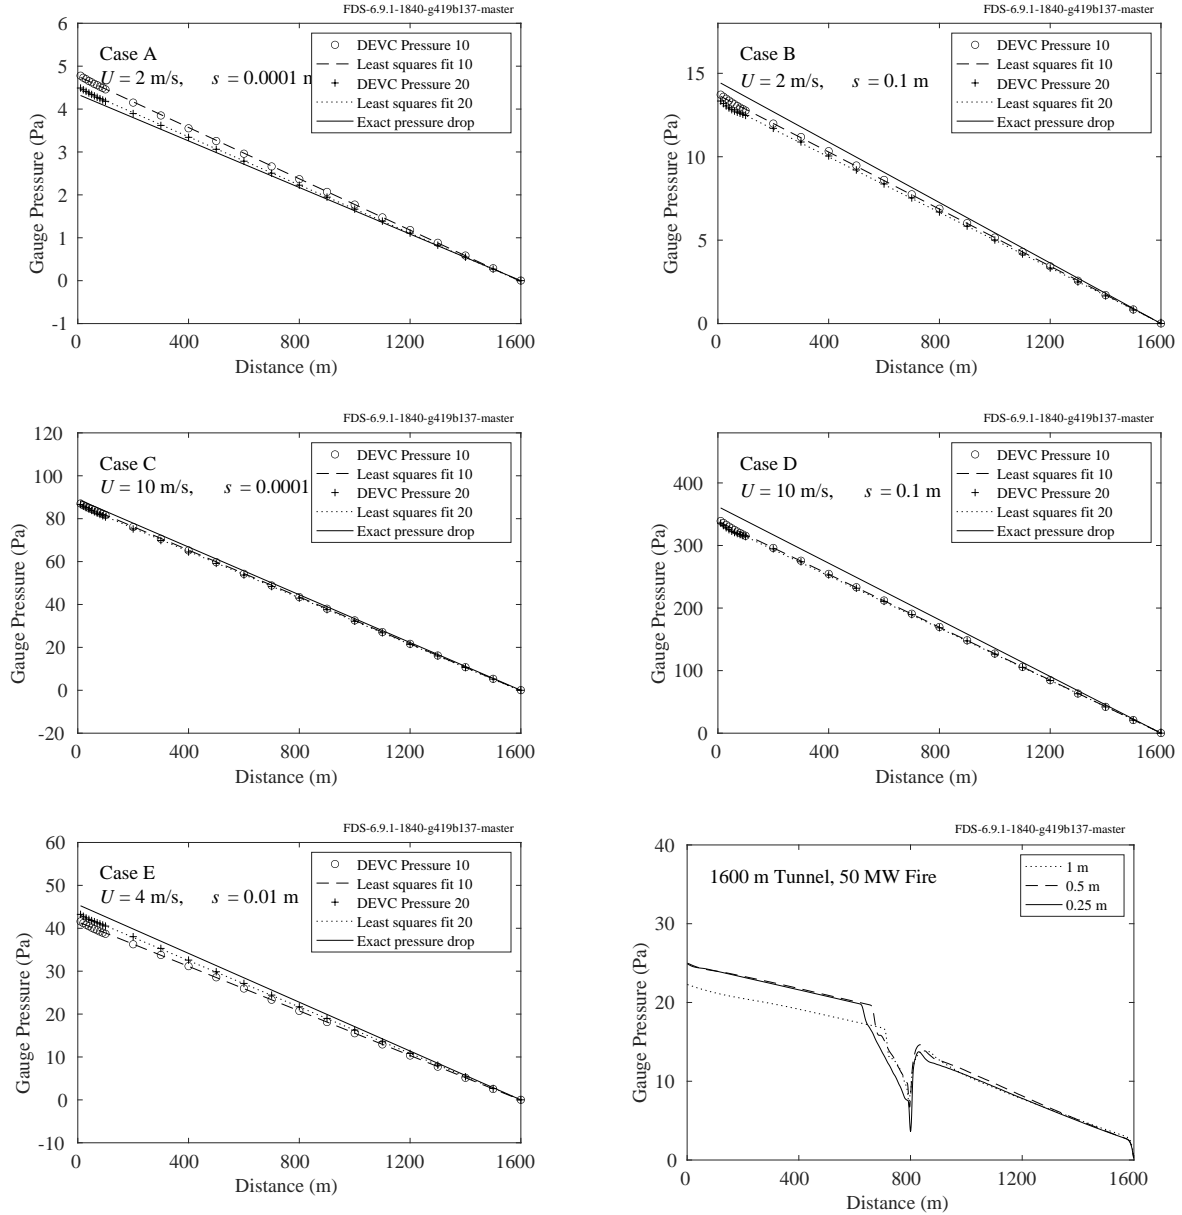 FDS-6.9.1-1840-g419b137-master
6
5
4
3
2
1
0
-1
Gauge Pressure (Pa)
Case A
U = 2 m/s, s = 0.0001 m
DEVC Pressure 10
Least squares fit 10
DEVC Pressure 20
Least squares fit 20
Exact pressure drop
0 400 800 1200 1600
Distance (m)
FDS-6.9.1-1840-g419b137-master
15
10
5
0
Gauge Pressure (Pa)
Case B
U = 2 m/s, s = 0.1 m
DEVC Pressure 10
Least squares fit 10
DEVC Pressure 20
Least squares fit 20
Exact pressure drop
0 400 800 1200 1600
Distance (m)
FDS-6.9.1-1840-g419b137-master
120
100
80
60
40
20
0
-20
Gauge Pressure (Pa)
Case C
U = 10 m/s, s = 0.0001
DEVC Pressure 10
Least squares fit 10
DEVC Pressure 20
Least squares fit 20
Exact pressure drop
0 400 800 1200 1600
Distance (m)
FDS-6.9.1-1840-g419b137-master
400
300
200
100
0
Gauge Pressure (Pa)
Case D
U = 10 m/s, s = 0.1 m
DEVC Pressure 10
Least squares fit 10
DEVC Pressure 20
Least squares fit 20
Exact pressure drop
0 400 800 1200 1600
Distance (m)
FDS-6.9.1-1840-g419b137-master
60
50
40
30
20
10
0
-10
Gauge Pressure (Pa)
Case E
U = 4 m/s, s = 0.01 m
DEVC Pressure 10
Least squares fit 10
DEVC Pressure 20
Least squares fit 20
Exact pressure drop
0 400 800 1200 1600
Distance (m)
FDS-6.9.1-1840-g419b137-master
40
30
20
10
0
Gauge Pressure (Pa)
1600 m Tunnel, 50 MW Fire
1 m
0.5 m
0.25 m
0 400 800 1200 1600
Distance (m)